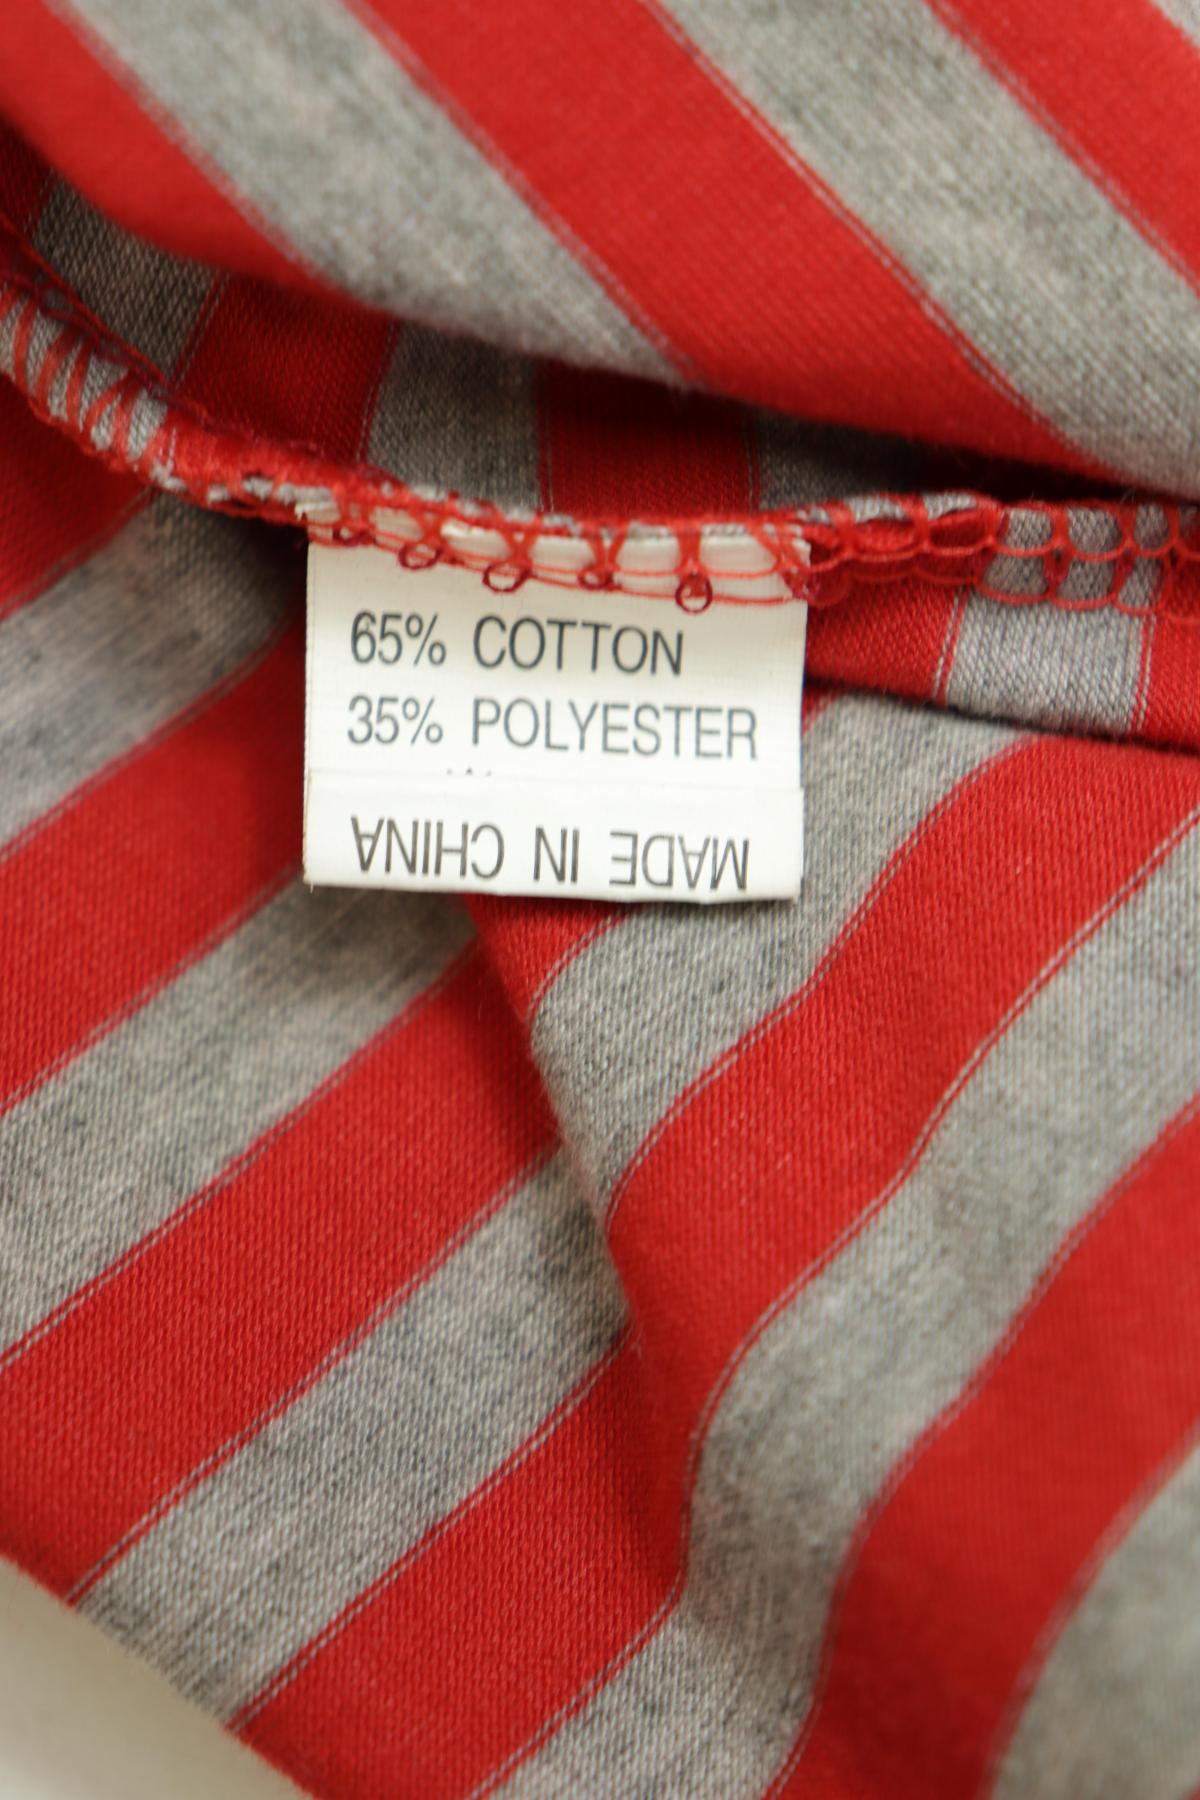 65% COTTON
35% POLYESTER
MADE IN CHINA